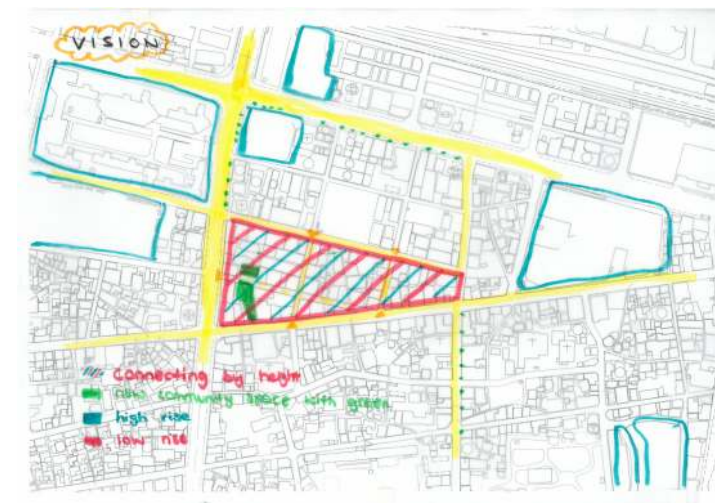 VISION
connecting by height
new community space with green
high rise
low rise